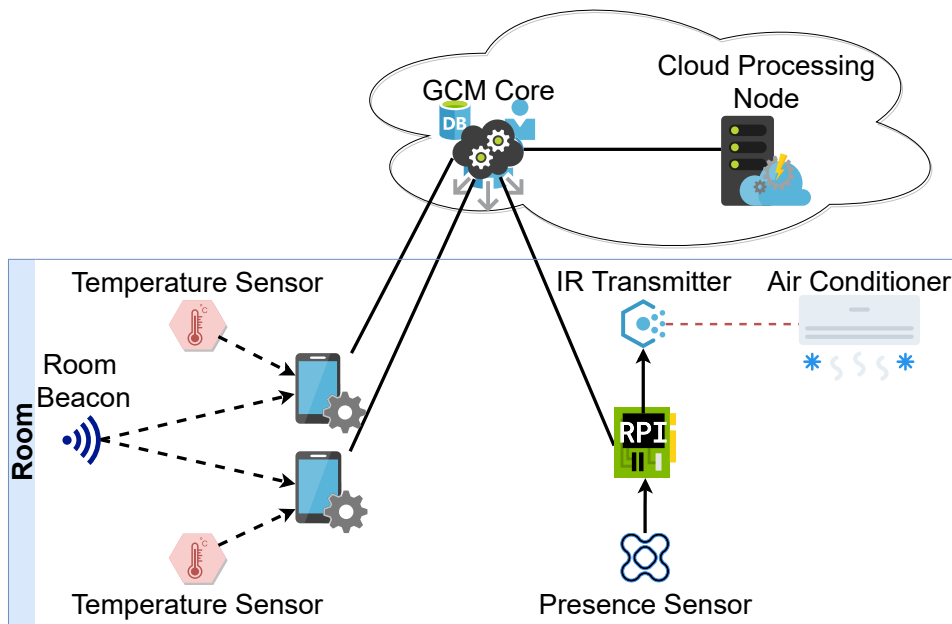 Cloud Processing
Node
GCM Core
DB
Temperature Sensor
IR Transmitter
Air Conditioner
°C
Room
Beacon
Room
RPI
°C
Temperature Sensor
Presence Sensor